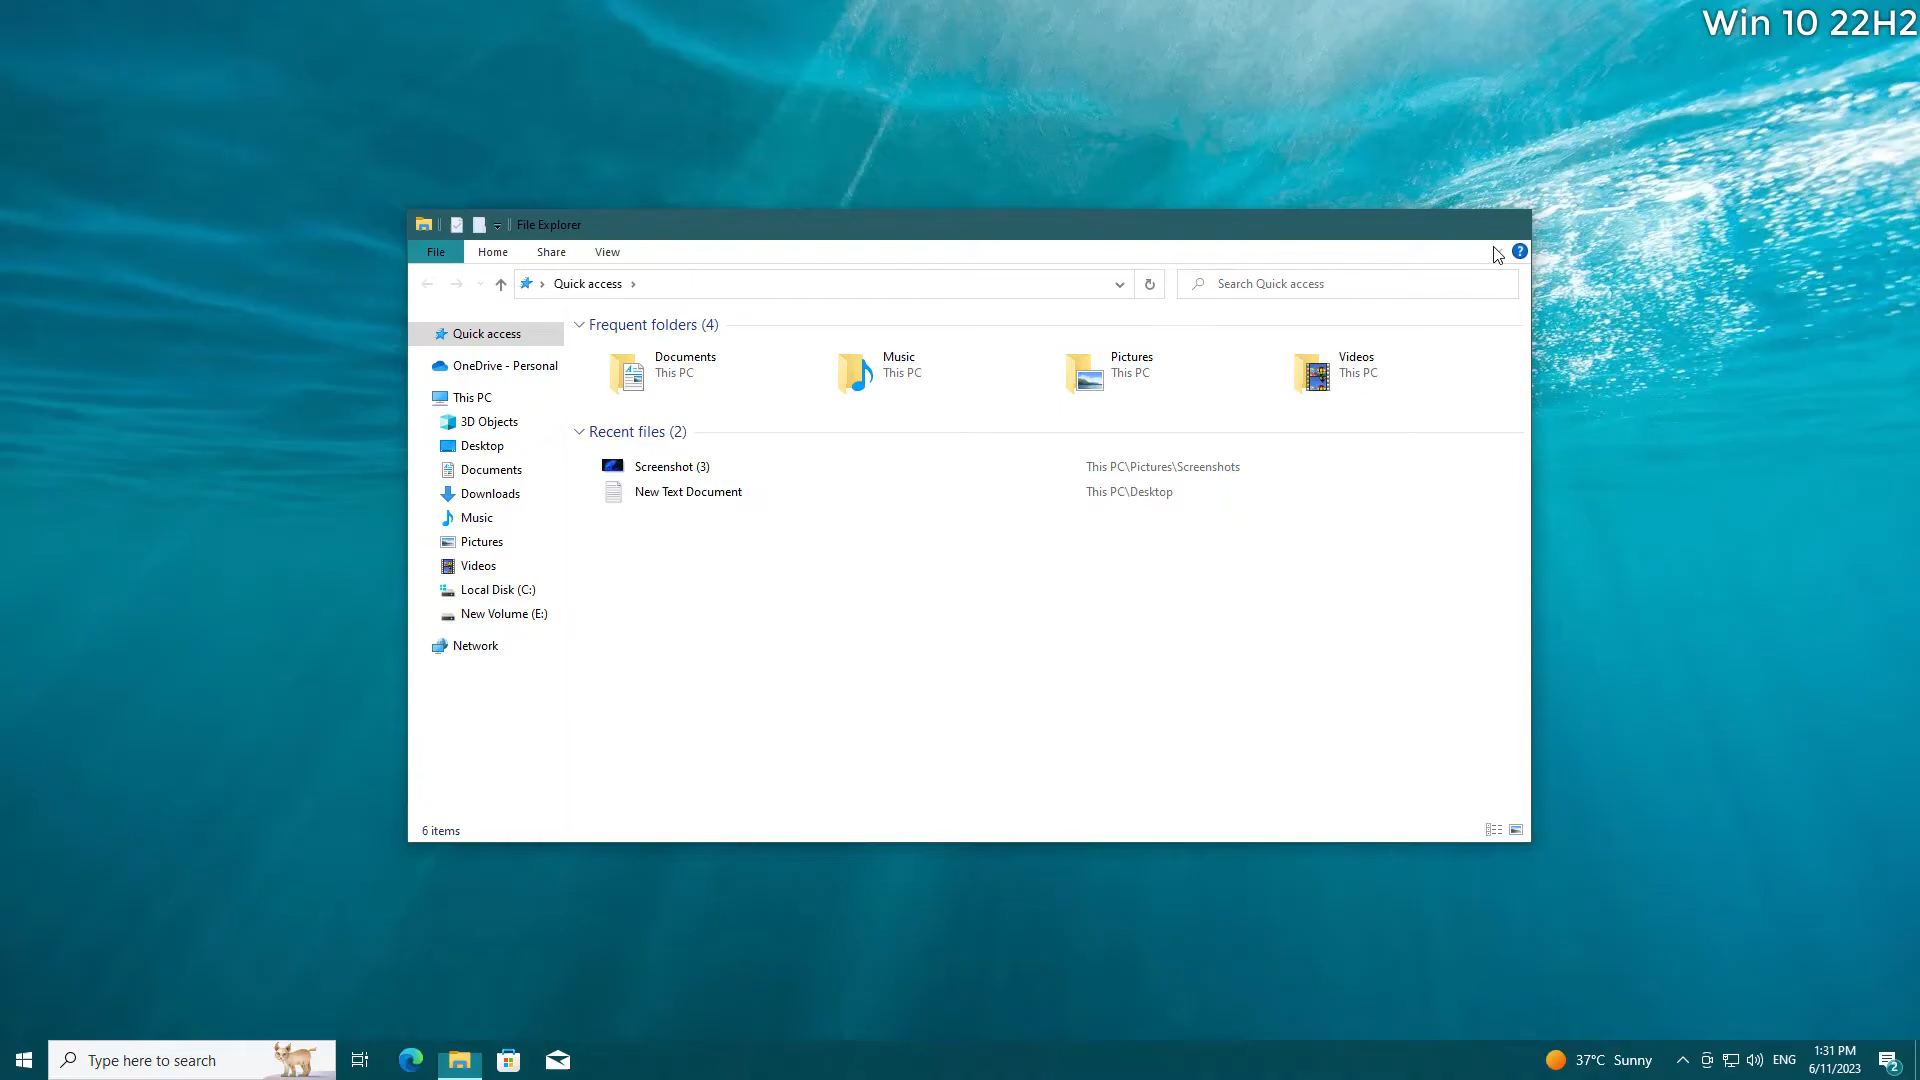 Win 10 22H2
File Explorer
File Home Share View
Quick access
Search Quick access
Quick access
OneDrive - Personal
This PC
3D Objects
Desktop
Documents
Downloads
Music
Pictures
Videos
Local Disk (C:)
New Volume (E:)
Network
Frequent folders (4)
Documents
This PC
Music
This PC
Pictures
This PC
Videos
This PC
Recent files (2)
Screenshot (3) This PC\Pictures\Screenshots
New Text Document This PC\Desktop
6 items
Type here to search
37°C Sunny
ENG
1:31 PM
6/11/2023
2